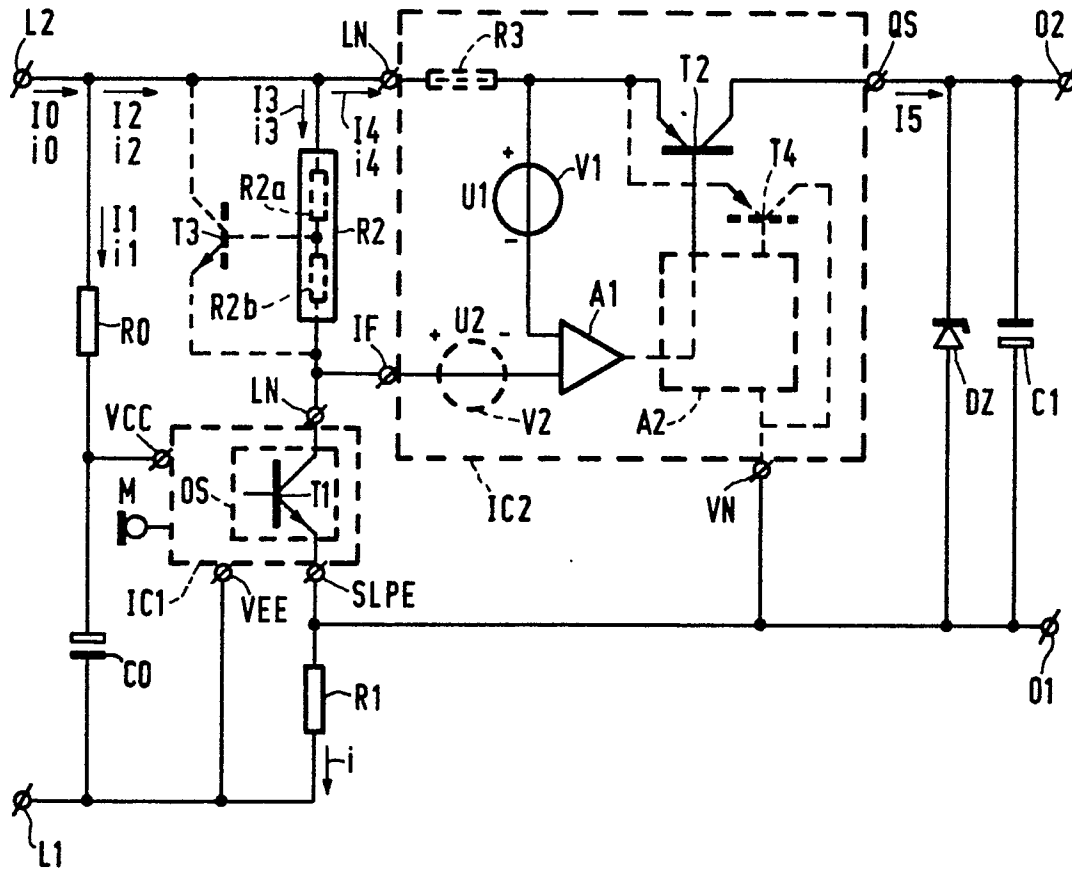 L2
LN
R3
QS
O2
T2
I0
i0
I2
i2
I3
i3
I4
i4
I5
+
V1
U1
-
T4
R2a
T3
R2
I1
i1
R2b
A1
R0
IF
+
U2
-
LN
V2
A2
DZ
C1
VCC
M
OS
T1
IC2
VN
IC1
VEE
SLPE
C0
R1
O1
i
L1